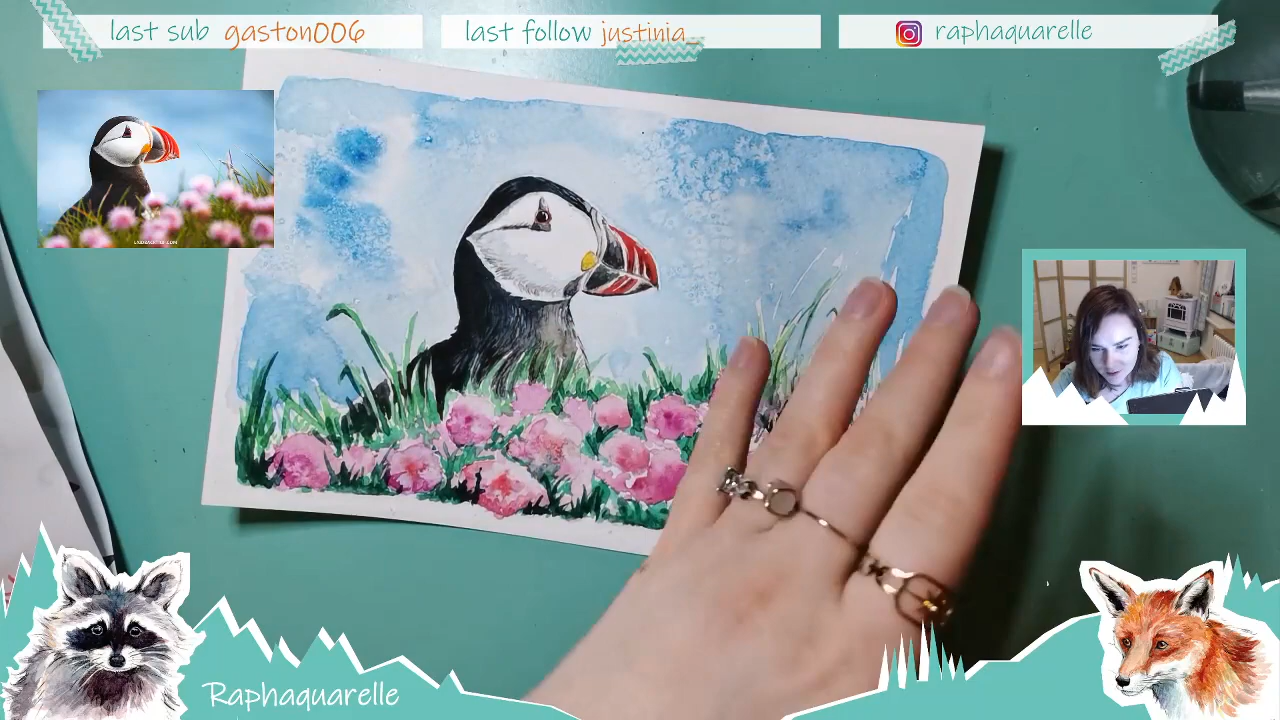 last sub gaston006
last follow justinia_
raphaquarelle
Raphaquarelle